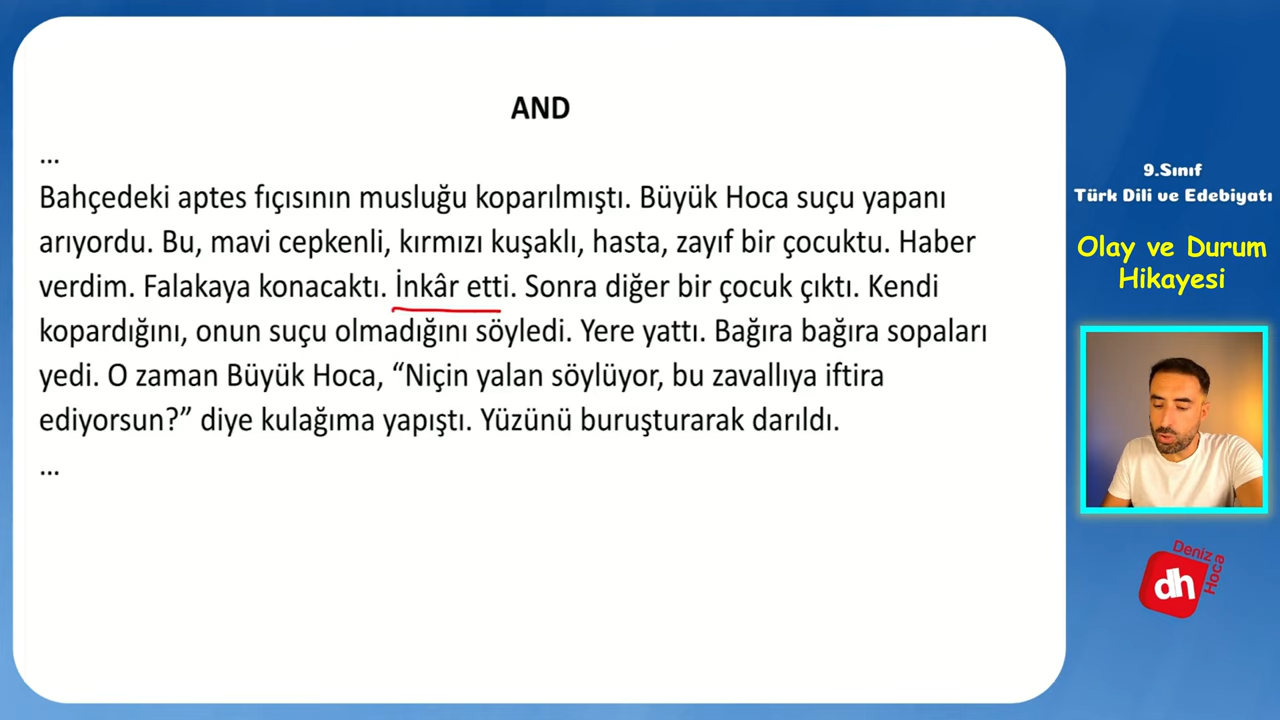 AND
...
Bahçedeki aptes fıçısının musluğu koparılmıştı. Büyük Hoca suçu yapanı
arıyordu. Bu, mavi cepkenli, kırmızı kuşaklı, hasta, zayıf bir çocuktu. Haber
verdim. Falakaya konacaktı. İnkâr etti. Sonra diğer bir çocuk çıktı. Kendi
kopardığını, onun suçu olmadığını söyledi. Yere yattı. Bağıra bağıra sopaları
yedi. O zaman Büyük Hoca, “Niçin yalan söylüyor, bu zavallıya iftira
ediyorsun?” diye kulağıma yapıştı. Yüzünü buruşturarak darıldı.
...
9.Sınıf
Türk Dili ve Edebiyatı
Olay ve Durum
Hikayesi
Deniz
Hoca
dh